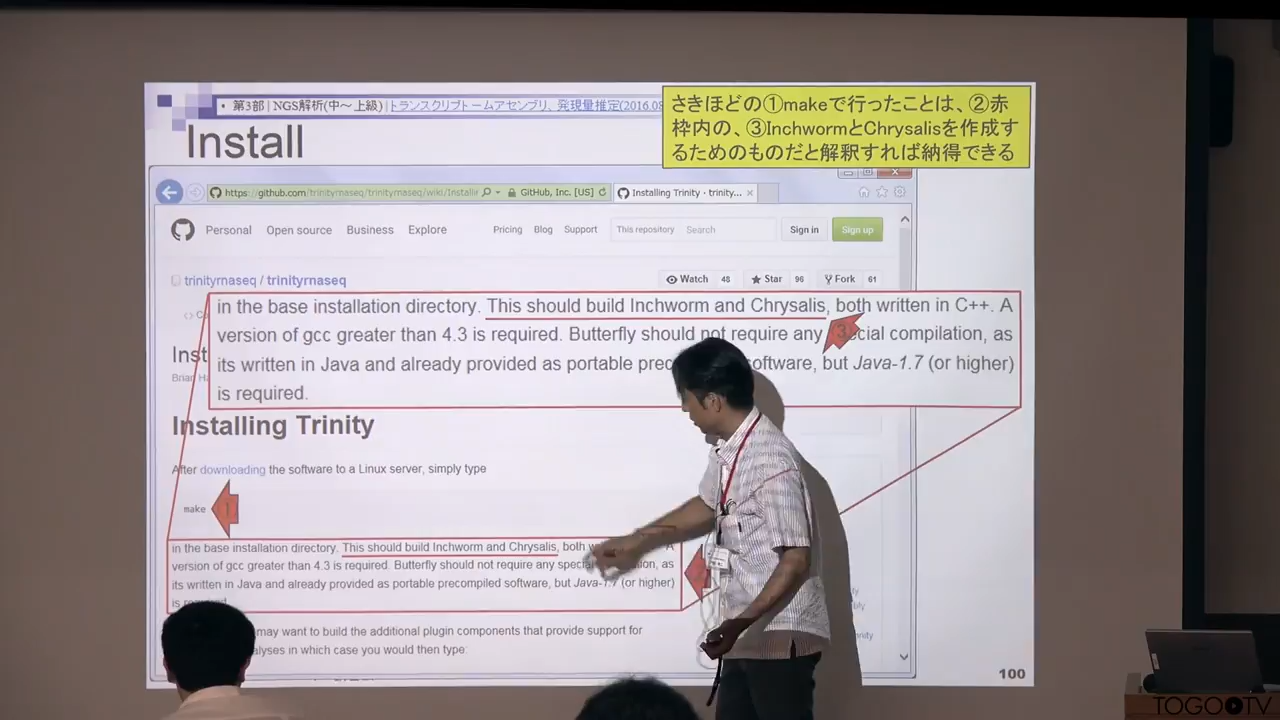 • 第3部 | NGS解析(中～上級) | トランスクリプトームアセンブリ、発現量推定(2016.08
さきほどの①makeで行ったことは、②赤
枠内の、③InchwormとChrysalisを作成す
るためのものだと解釈すれば納得できる
Install
https://github.com/trinityrnaseq/trinityrnaseq/wiki/Installi
GitHub, Inc. [US]
Installing Trinity · trinity...
Personal Open source Business Explore Pricing Blog Support This repository Search Sign in Sign up
trinityrnaseq / trinityrnaseq Watch 48 Star 96 Fork 61
in the base installation directory. This should build Inchworm and Chrysalis, both written in C++. A
version of gcc greater than 4.3 is required. Butterfly should not require any cial compilation, as
its written in Java and already provided as portable prec oftware, but Java-1.7 (or higher)
is required.
3
Inst
Brian Ha
Installing Trinity
After downloading the software to a Linux server, simply type
make
1
in the base installation directory. This should build Inchworm and Chrysalis, both w A
version of gcc greater than 4.3 is required. Butterfly should not require any on, as
its written in Java and already provided as portable precompiled software, but Java-1.7 (or higher)
may want to build the additional plugin components that provide support for
alyses in which case you would then type:
100
TOGOTV